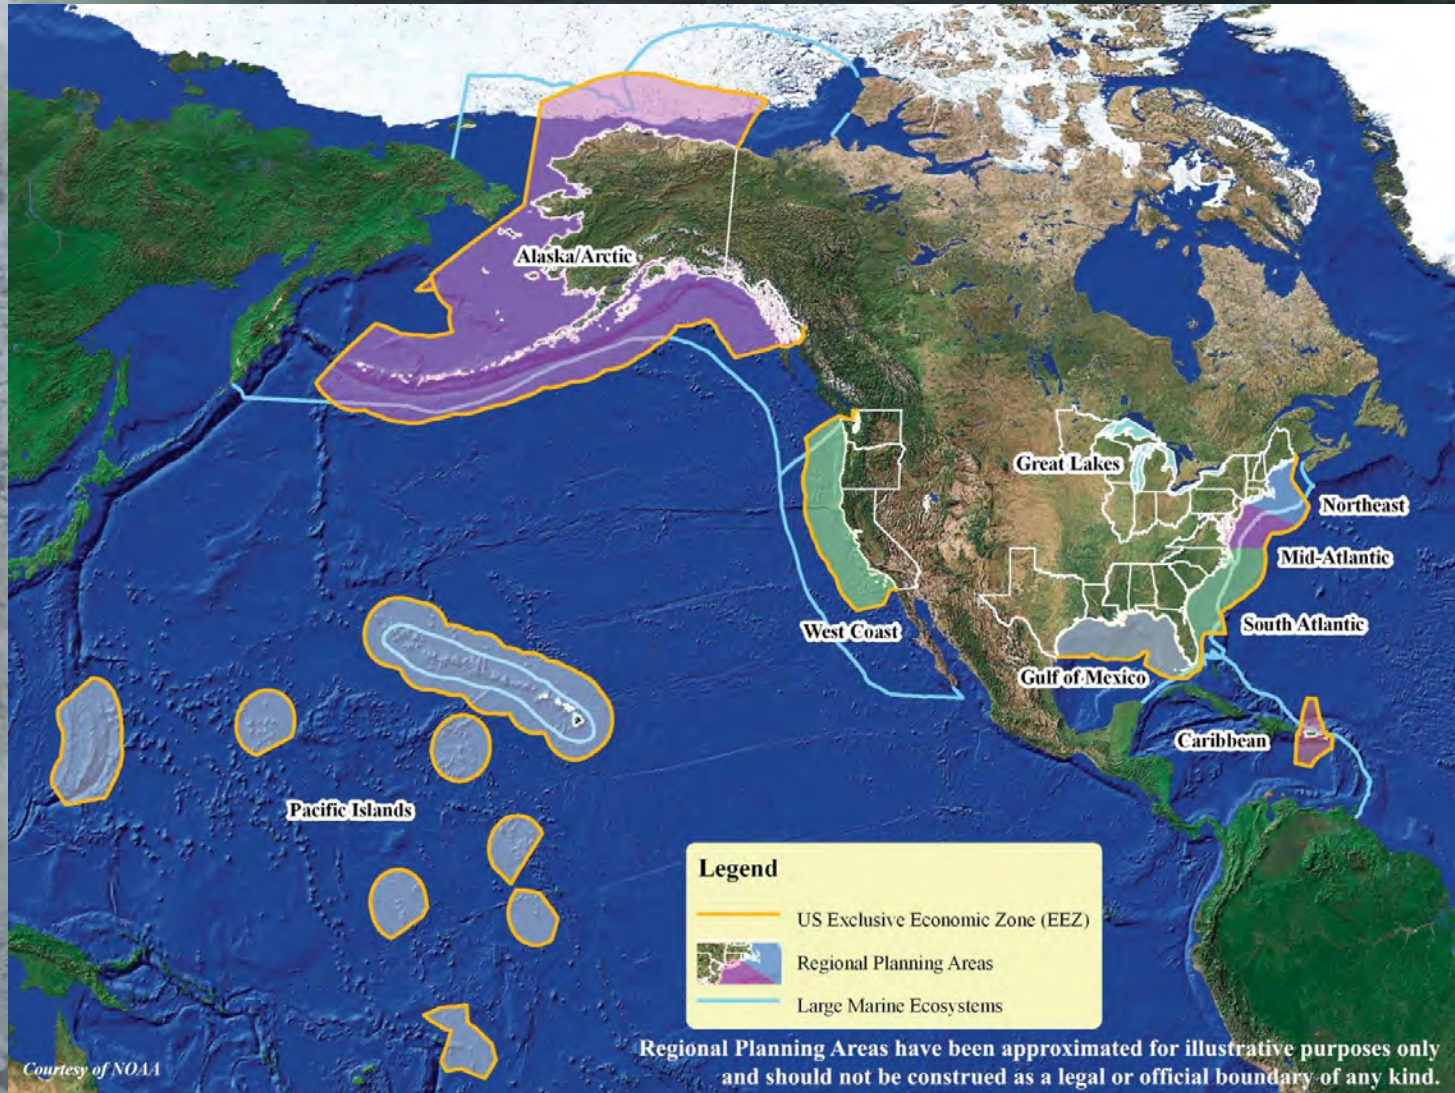 Alaska/Arctic
Great Lakes
Northeast
Mid-Atlantic
West Coast
South Atlantic
Gulf of Mexico
Caribbean
Pacific Islands
Legend
US Exclusive Economic Zone (EEZ)
Regional Planning Areas
Large Marine Ecosystems
Regional Planning Areas have been approximated for illustrative purposes only
and should not be construed as a legal or official boundary of any kind.
Courtesy of NOAA